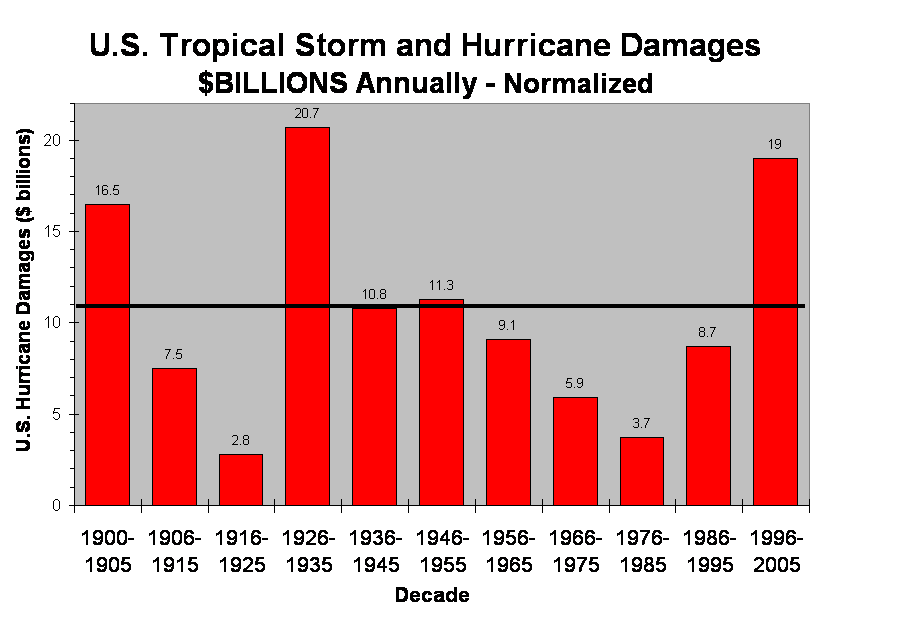 U.S. Tropical Storm and Hurricane Damages
$BILLIONS Annually - Normalized
U.S. Hurricane Damages ($ billions)
20
15
10
5
0
16.5
7.5
2.8
20.7
10.8
11.3
9.1
5.9
3.7
8.7
19
1900- 1906- 1916- 1926- 1936- 1946- 1956- 1966- 1976- 1986- 1996-
1905 1915 1925 1935 1945 1955 1965 1975 1985 1995 2005
Decade